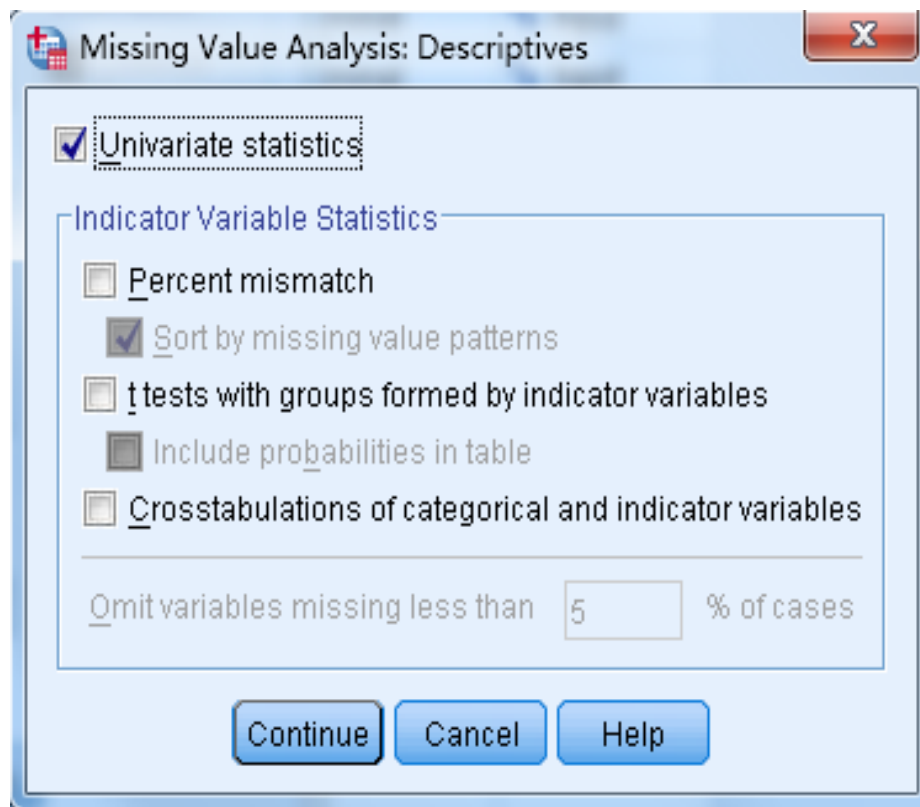 Missing Value Analysis: Descriptives
X
Univariate statistics
Indicator Variable Statistics
Percent mismatch
Sort by missing value patterns
t tests with groups formed by indicator variables
Include probabilities in table
Crosstabulations of categorical and indicator variables
Omit variables missing less than 5 % of cases
Continue Cancel Help